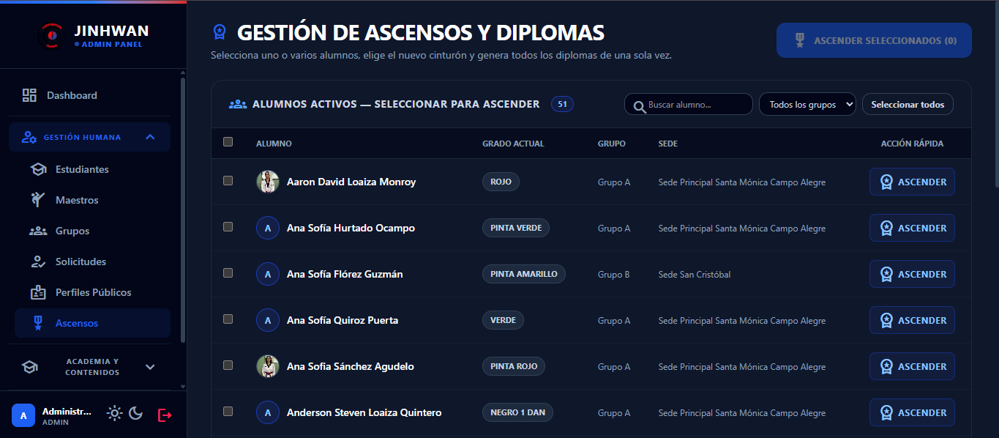 JINHWAN
ADMIN PANEL
Dashboard
GESTIÓN HUMANA
Estudiantes
Maestros
Grupos
Solicitudes
Perfiles Públicos
Ascensos
ACADEMIA Y
CONTENIDOS
A
Administr...
ADMIN
GESTIÓN DE ASCENSOS Y DIPLOMAS
Selecciona uno o varios alumnos, elige el nuevo cinturón y genera todos los diplomas de una sola vez.
ASCENDER SELECCIONADOS (0)
ALUMNOS ACTIVOS — SELECCIONAR PARA ASCENDER 51
Buscar alumno...
Todos los grupos
Seleccionar todos
ALUMNO GRADO ACTUAL GRUPO SEDE ACCIÓN RÁPIDA
Aaron David Loaiza Monroy ROJO Grupo A Sede Principal Santa Mónica Campo Alegre ASCENDER
A Ana Sofía Hurtado Ocampo PINTA VERDE Grupo A Sede Principal Santa Mónica Campo Alegre ASCENDER
A Ana Sofía Flórez Guzmán PINTA AMARILLO Grupo B Sede San Cristóbal ASCENDER
A Ana Sofía Quiroz Puerta VERDE Grupo A Sede Principal Santa Mónica Campo Alegre ASCENDER
Ana Sofia Sánchez Agudelo PINTA ROJO Grupo A Sede Principal Santa Mónica Campo Alegre ASCENDER
A Anderson Steven Loaiza Quintero NEGRO 1 DAN Grupo A Sede Principal Santa Mónica Campo Alegre ASCENDER